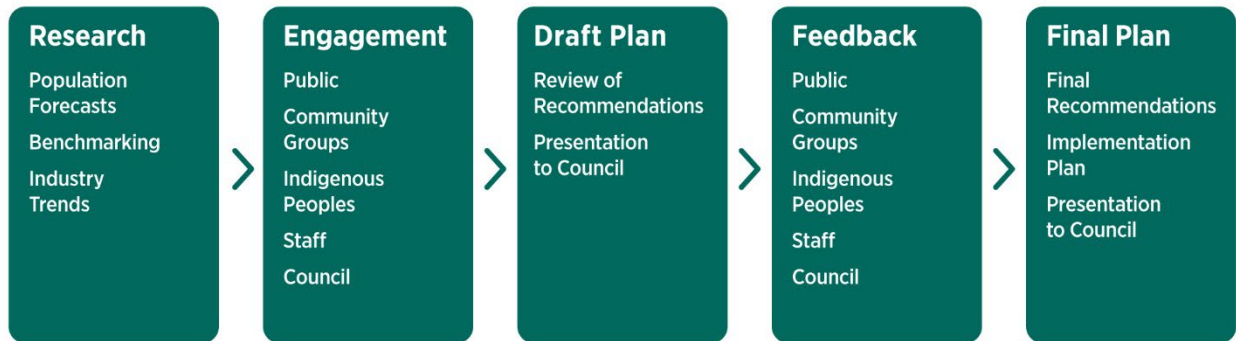 Research
Population
Forecasts
Benchmarking
Industry
Trends
Engagement
Public
Community
Groups
Indigenous
Peoples
Staff
Council
Draft Plan
Review of
Recommendations
Presentation
to Council
Feedback
Public
Community
Groups
Indigenous
Peoples
Staff
Council
Final Plan
Final
Recommendations
Implementation
Plan
Presentation
to Council